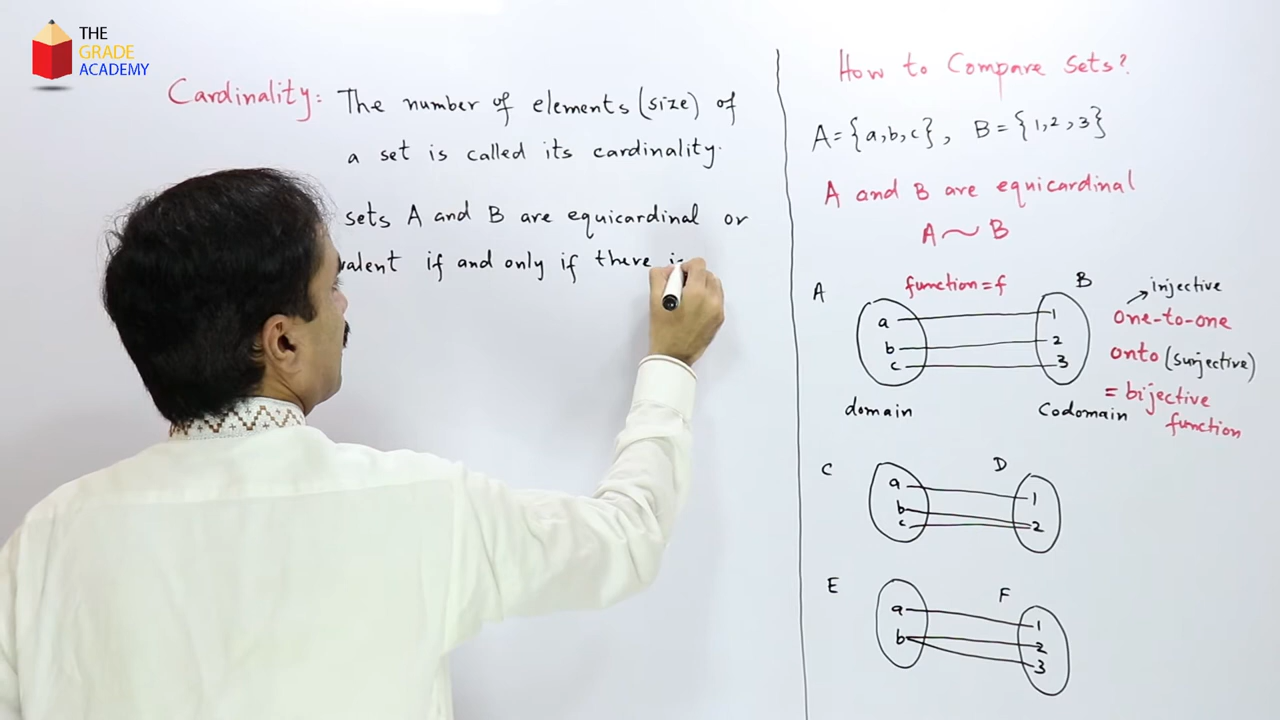 THE
GRADE
ACADEMY
Cardinality: The number of elements (size) of
a set is called its cardinality.
sets A and B are equicardinal or
valent if and only if there is
How to Compare Sets?
A = {a,b,c}, B = {1,2,3}
A and B are equicardinal
A ~ B
A
function = f
B
injective
a
1
one-to-one
b
2
onto (surjective)
c
3
= bijective
function
domain
Codomain
C
D
a
1
b
c
2
E
F
a
1
b
2
3